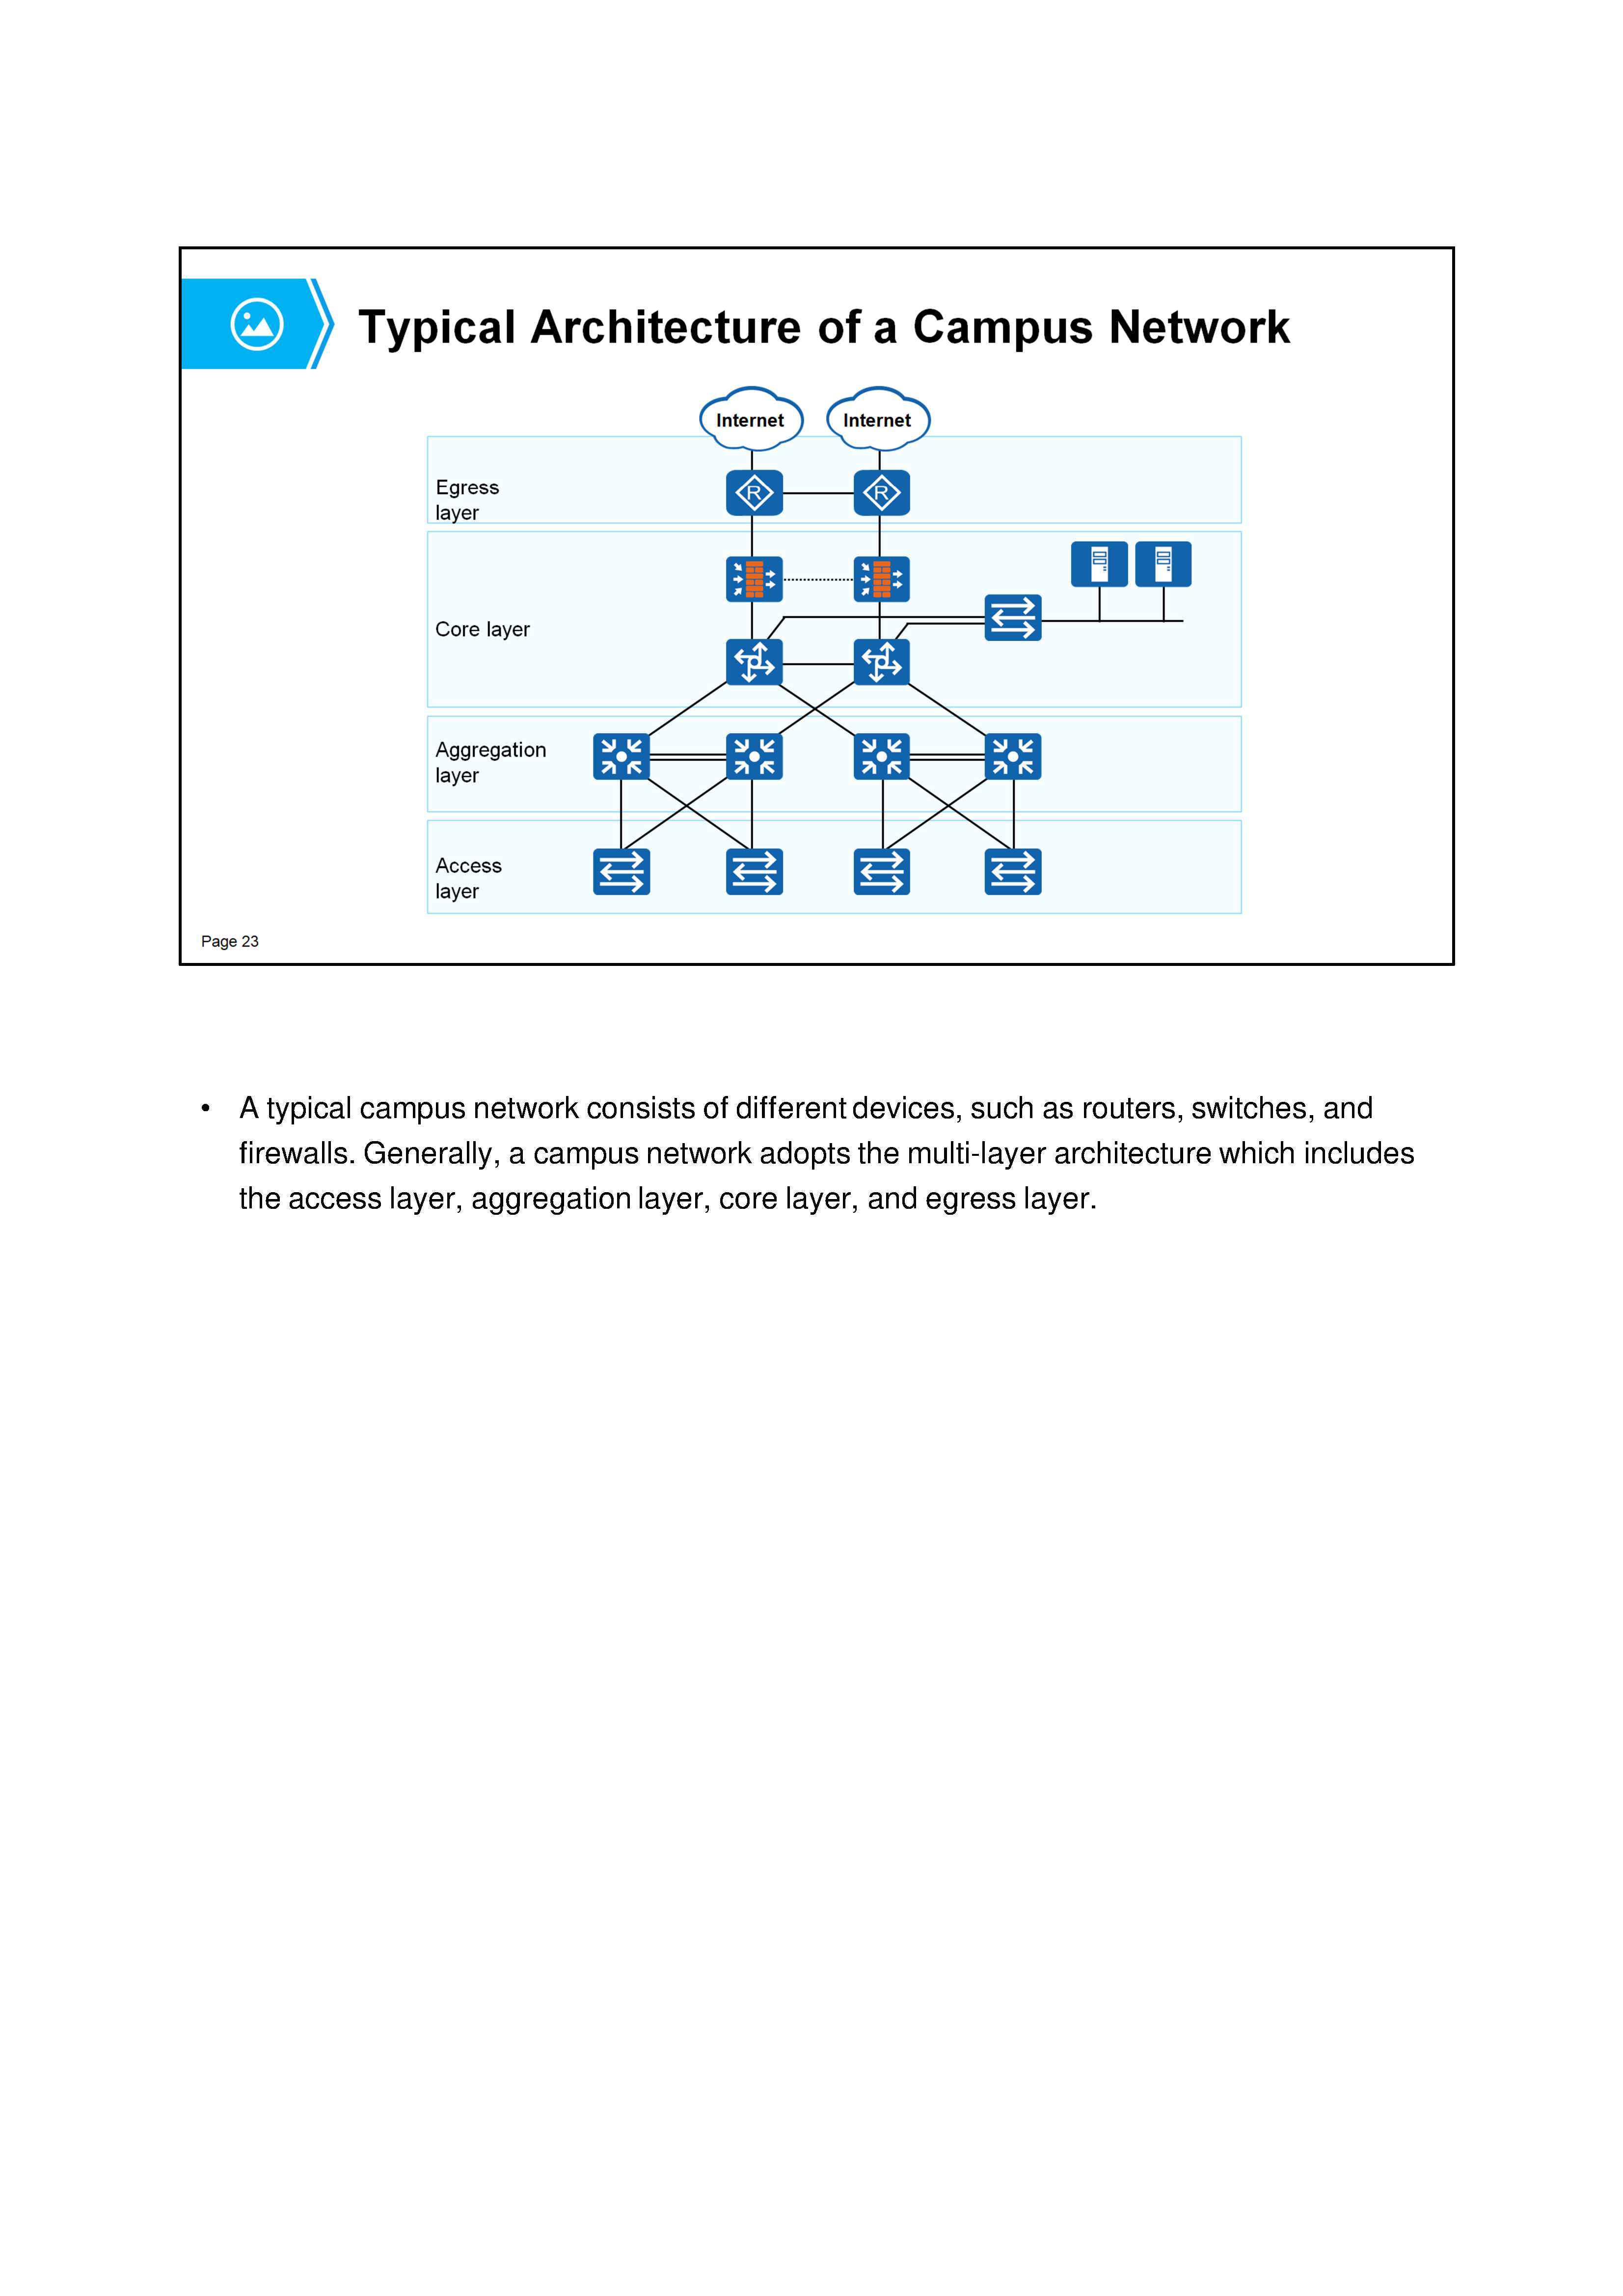 Typical Architecture of a Campus Network
Internet
Internet
Egress
layer
R
R
Core layer
Aggregation
layer
Access
layer
Page 23
• A typical campus network consists of different devices, such as routers, switches, and
firewalls. Generally, a campus network adopts the multi-layer architecture which includes
the access layer, aggregation layer, core layer, and egress layer.